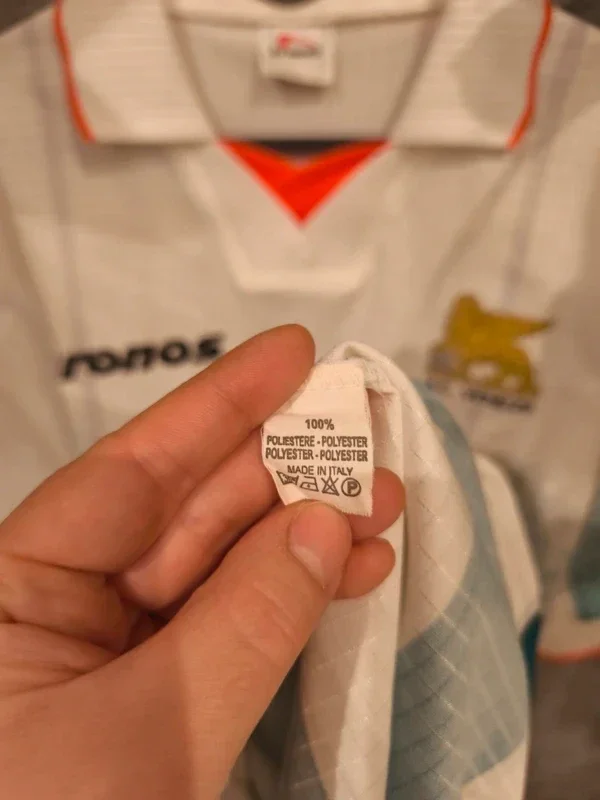 ronos
100%
POLIESTERE - POLYESTER
POLYESTER - POLYESTER
MADE IN ITALY
P